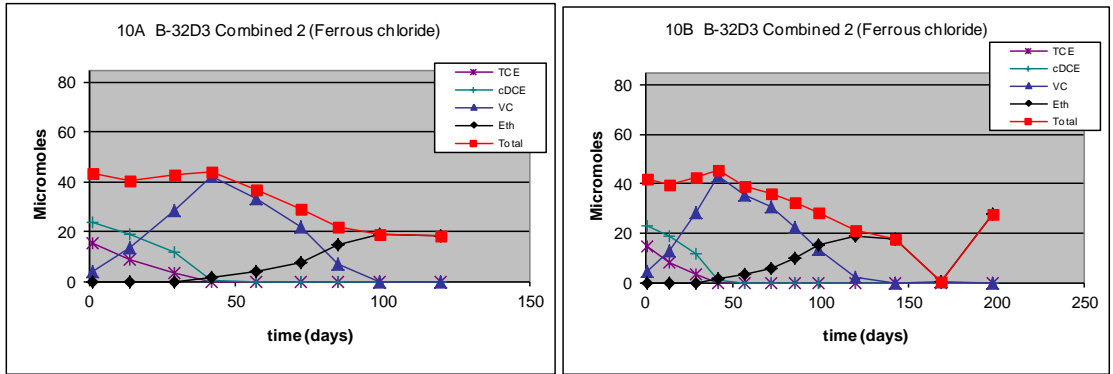 10A B-32D3 Combined 2 (Ferrous chloride)
TCE
cDCE
VC
Eth
Total
80
60
40
20
0
Micromoles
0
50
100
150
time (days)
10B B-32D3 Combined 2 (Ferrous chloride)
TCE
cDCE
VC
Eth
Total
80
60
40
20
0
Micromoles
0
50
100
150
200
250
time (days)